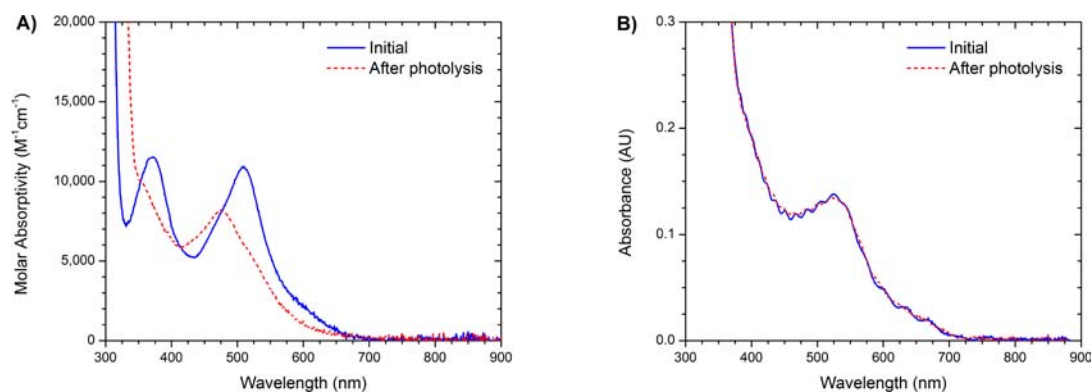 A)
Initial
After photolysis
Molar Absorptivity (M⁻¹cm⁻¹)
20,000
15,000
10,000
5,000
0
300 400 500 600 700 800 900
Wavelength (nm)
B)
Initial
After photolysis
Absorbance (AU)
0.3
0.2
0.1
0.0
300 400 500 600 700 800 900
Wavelength (nm)